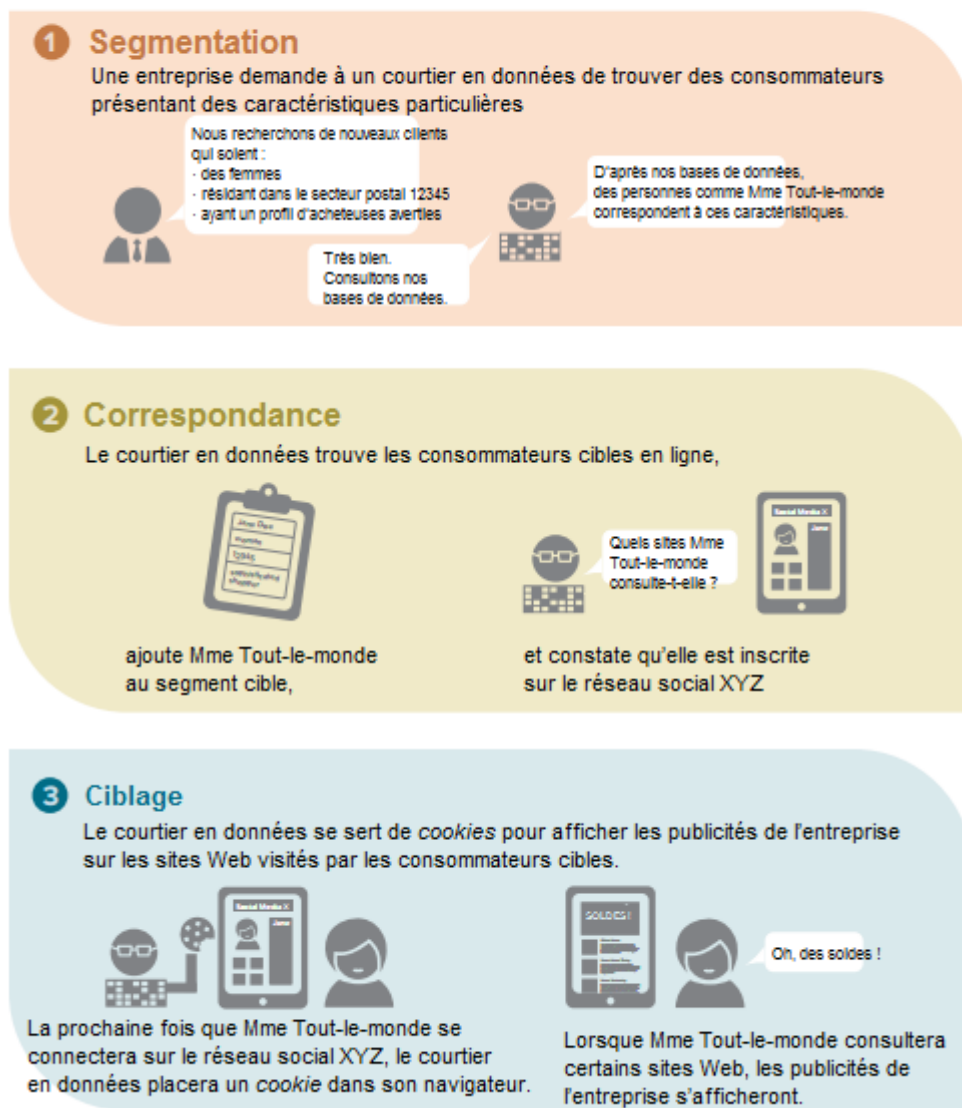 1 Segmentation
Une entreprise demande à un courtier en données de trouver des consommateurs
présentant des caractéristiques particulières
Nous recherchons de nouveaux clients
qui soient :
- des femmes
- résidant dans le secteur postal 12345
- ayant un profil d'acheteuses averties
Très bien.
Consultons nos
bases de données.
D'après nos bases de données,
des personnes comme Mme Tout-le-monde
correspondent à ces caractéristiques.
2 Correspondance
Le courtier en données trouve les consommateurs cibles en ligne,
12345
ajoute Mme Tout-le-monde
au segment cible,
Quels sites Mme
Tout-le-monde
consulte-t-elle ?
Social Media X
Jane
et constate qu'elle est inscrite
sur le réseau social XYZ
3 Ciblage
Le courtier en données se sert de cookies pour afficher les publicités de l'entreprise
sur les sites Web visités par les consommateurs cibles.
Social Media X
Jane
La prochaine fois que Mme Tout-le-monde se
connectera sur le réseau social XYZ, le courtier
en données placera un cookie dans son navigateur.
SOLDES !
Oh, des soldes !
Lorsque Mme Tout-le-monde consultera
certains sites Web, les publicités de
l'entreprise s'afficheront.